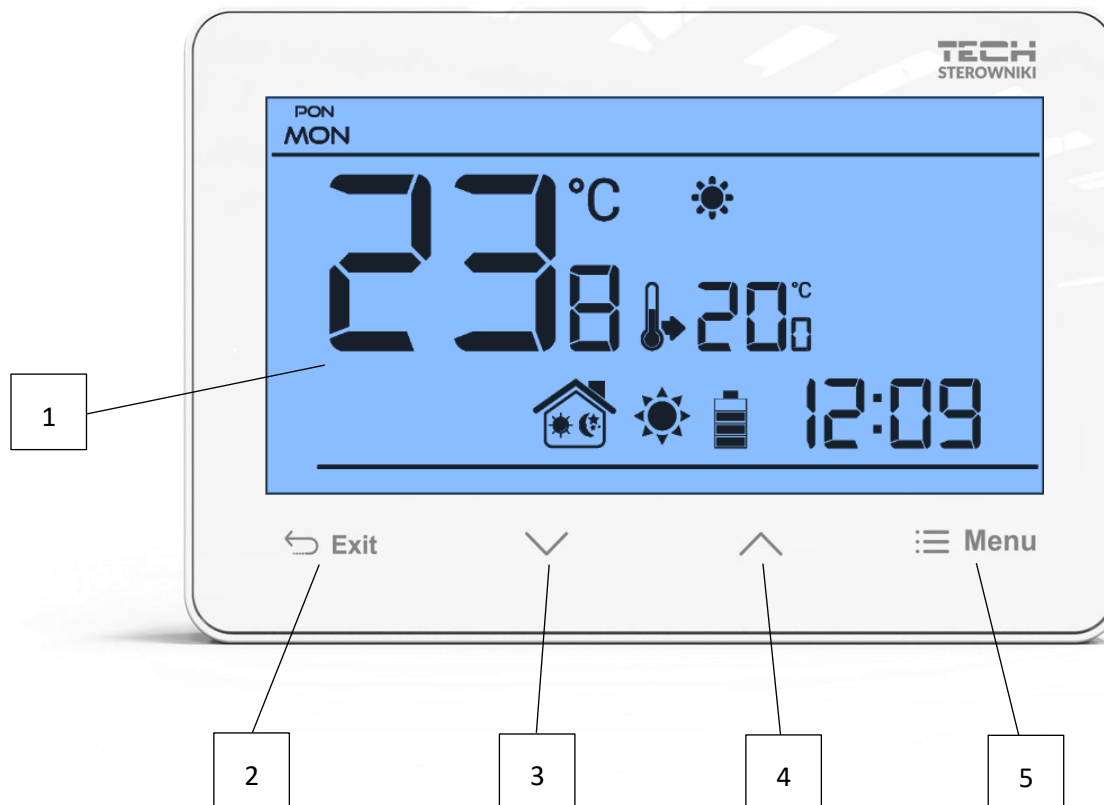 TECH
STEROWNIKI
PON
MON
23 8 °C
20 0 °C
12:09
1
Exit
Menu
2
3
4
5